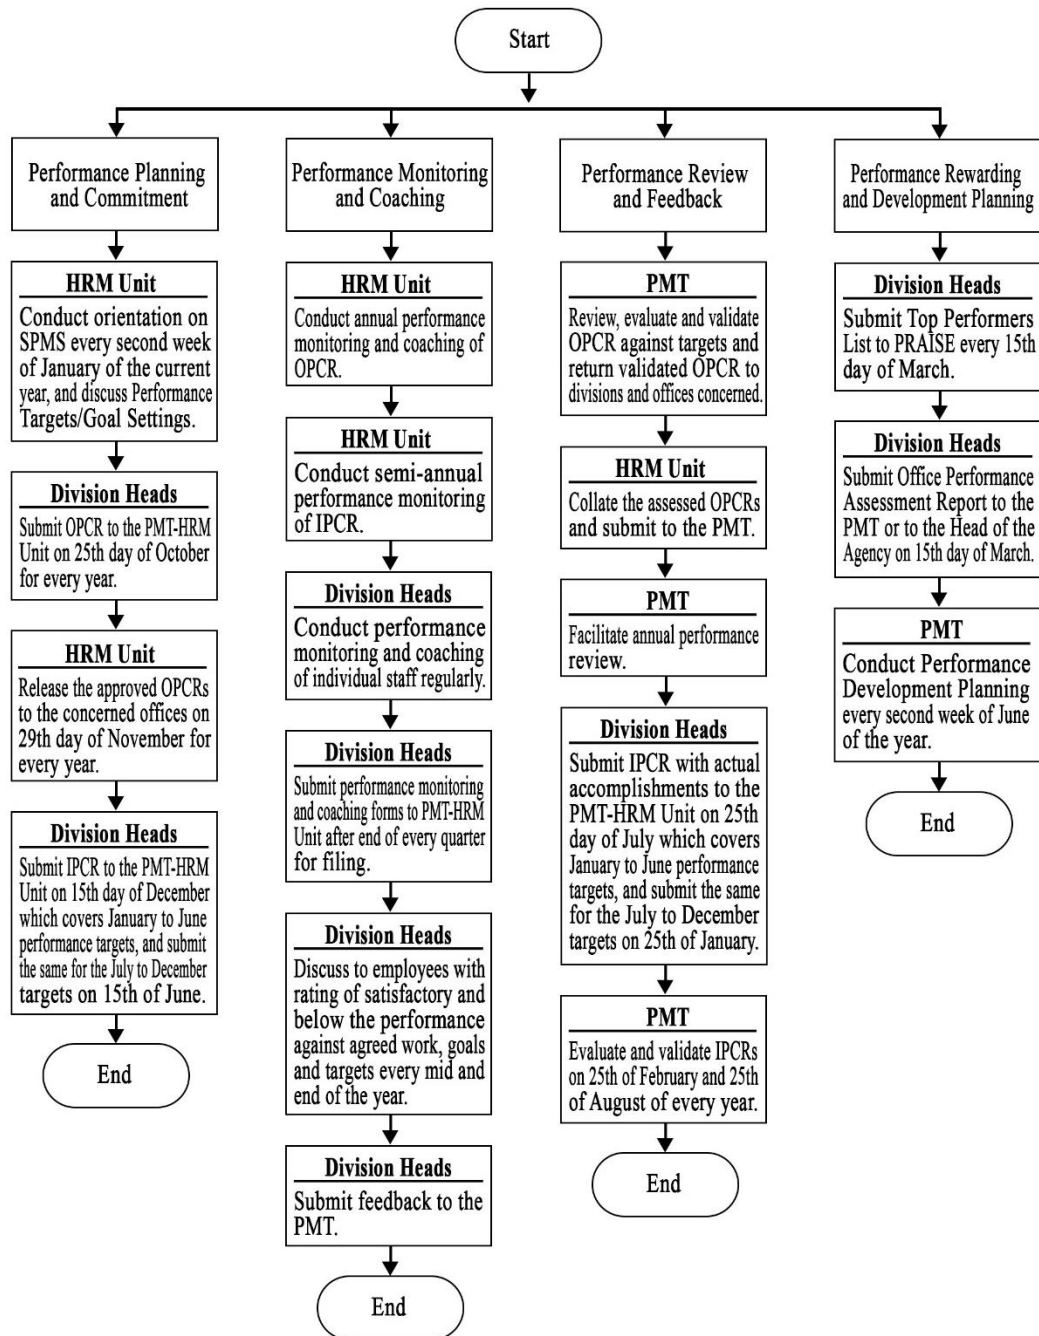 Start
Performance Planning
and Commitment
HRM Unit
Conduct orientation on
SPMS every second week
of January of the current
year, and discuss Performance
Targets/Goal Settings.
Division Heads
Submit OPCR to the PMT-HRM
Unit on 25th day of October
for every year.
HRM Unit
Release the approved OPCRs
to the concerned offices on
29th day of November for
every year.
Division Heads
Submit IPCR to the PMT-HRM
Unit on 15th day of December
which covers January to June
performance targets, and submit
the same for the July to December
targets on 15th of June.
End
Performance Monitoring
and Coaching
HRM Unit
Conduct annual performance
monitoring and coaching of
OPCR.
HRM Unit
Conduct semi-annual
performance monitoring
of IPCR.
Division Heads
Conduct performance
monitoring and coaching
of individual staff regularly.
Division Heads
Submit performance monitoring
and coaching forms to PMT-HRM
Unit after end of every quarter
for filing.
Division Heads
Discuss to employees with
rating of satisfactory and
below the performance
against agreed work, goals
and targets every mid and
end of the year.
Division Heads
Submit feedback to the
PMT.
End
Performance Review
and Feedback
PMT
Review, evaluate and validate
OPCR against targets and
return validated OPCR to
divisions and offices concerned.
HRM Unit
Collate the assessed OPCRs
and submit to the PMT.
PMT
Facilitate annual performance
review.
Division Heads
Submit IPCR with actual
accomplishments to the
PMT-HRM Unit on 25th
day of July which covers
January to June performance
targets, and submit the same
for the July to December
targets on 25th of January.
PMT
Evaluate and validate IPCRs
on 25th of February and 25th
of August of every year.
End
Performance Rewarding
and Development Planning
Division Heads
Submit Top Performers
List to PRAISE every 15th
day of March.
Division Heads
Submit Office Performance
Assessment Report to the
PMT or to the Head of the
Agency on 15th day of March.
PMT
Conduct Performance
Development Planning
every second week of June
of the year.
End